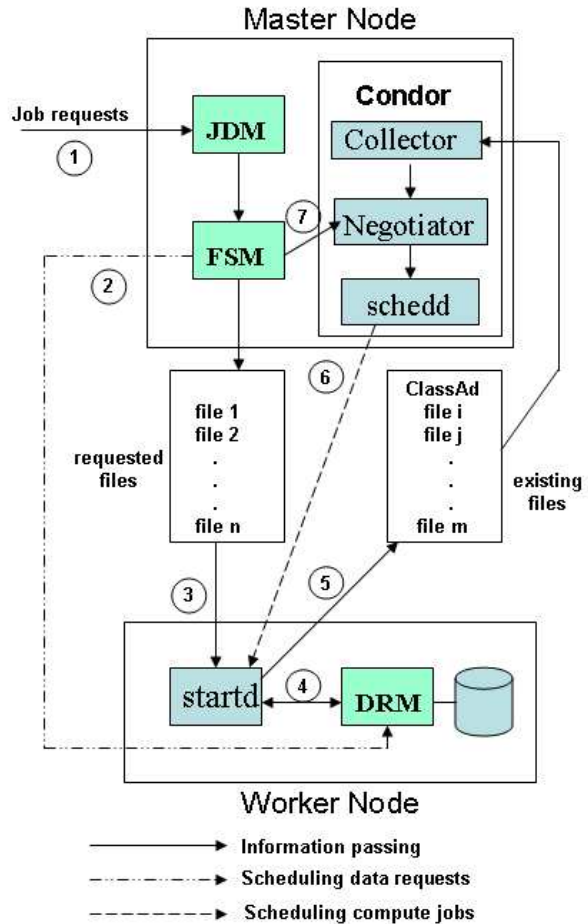 Master Node
Job requests
1
JDM
Condor
Collector
7
Negotiator
2
FSM
schedd
6
requested
files
file 1
file 2
.
.
.
file n
ClassAd
file i
file j
.
.
.
file m
existing
files
3
5
startd
4
DRM
Worker Node
Information passing
Scheduling data requests
Scheduling compute jobs